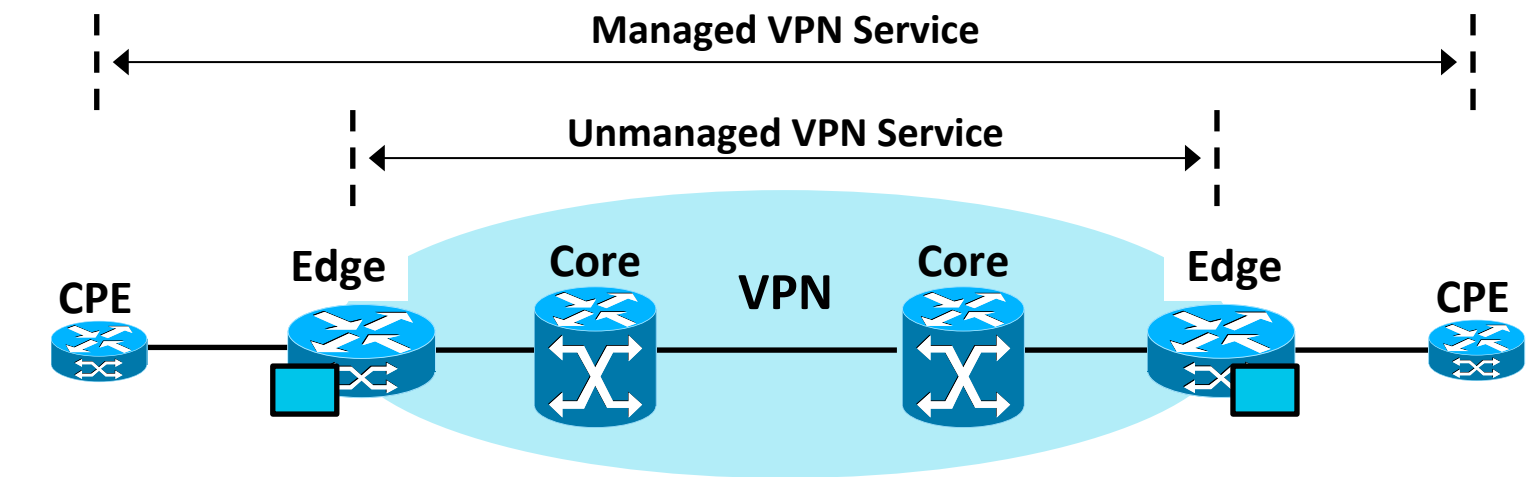 Managed VPN Service
Unmanaged VPN Service
CPE
Edge
Core
VPN
Core
Edge
CPE